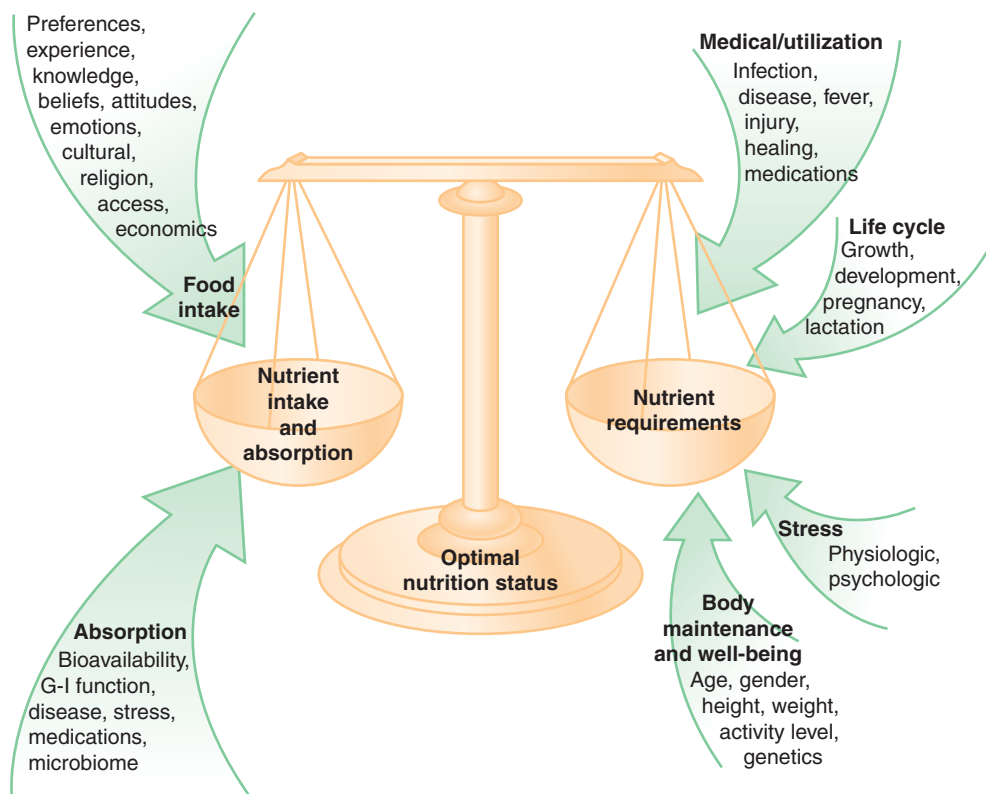 Preferences,
experience,
knowledge,
beliefs, attitudes,
emotions,
cultural,
religion,
access,
economics
Food
intake
Nutrient
intake
and
absorption
Absorption
Bioavailability,
G-I function,
disease, stress,
medications,
microbiome
Optimal
nutrition status
Medical/utilization
Infection,
disease, fever,
injury,
healing,
medications
Life cycle
Growth,
development,
pregnancy,
lactation
Nutrient
requirements
Stress
Physiologic,
psychologic
Body
maintenance
and well-being
Age, gender,
height, weight,
activity level,
genetics